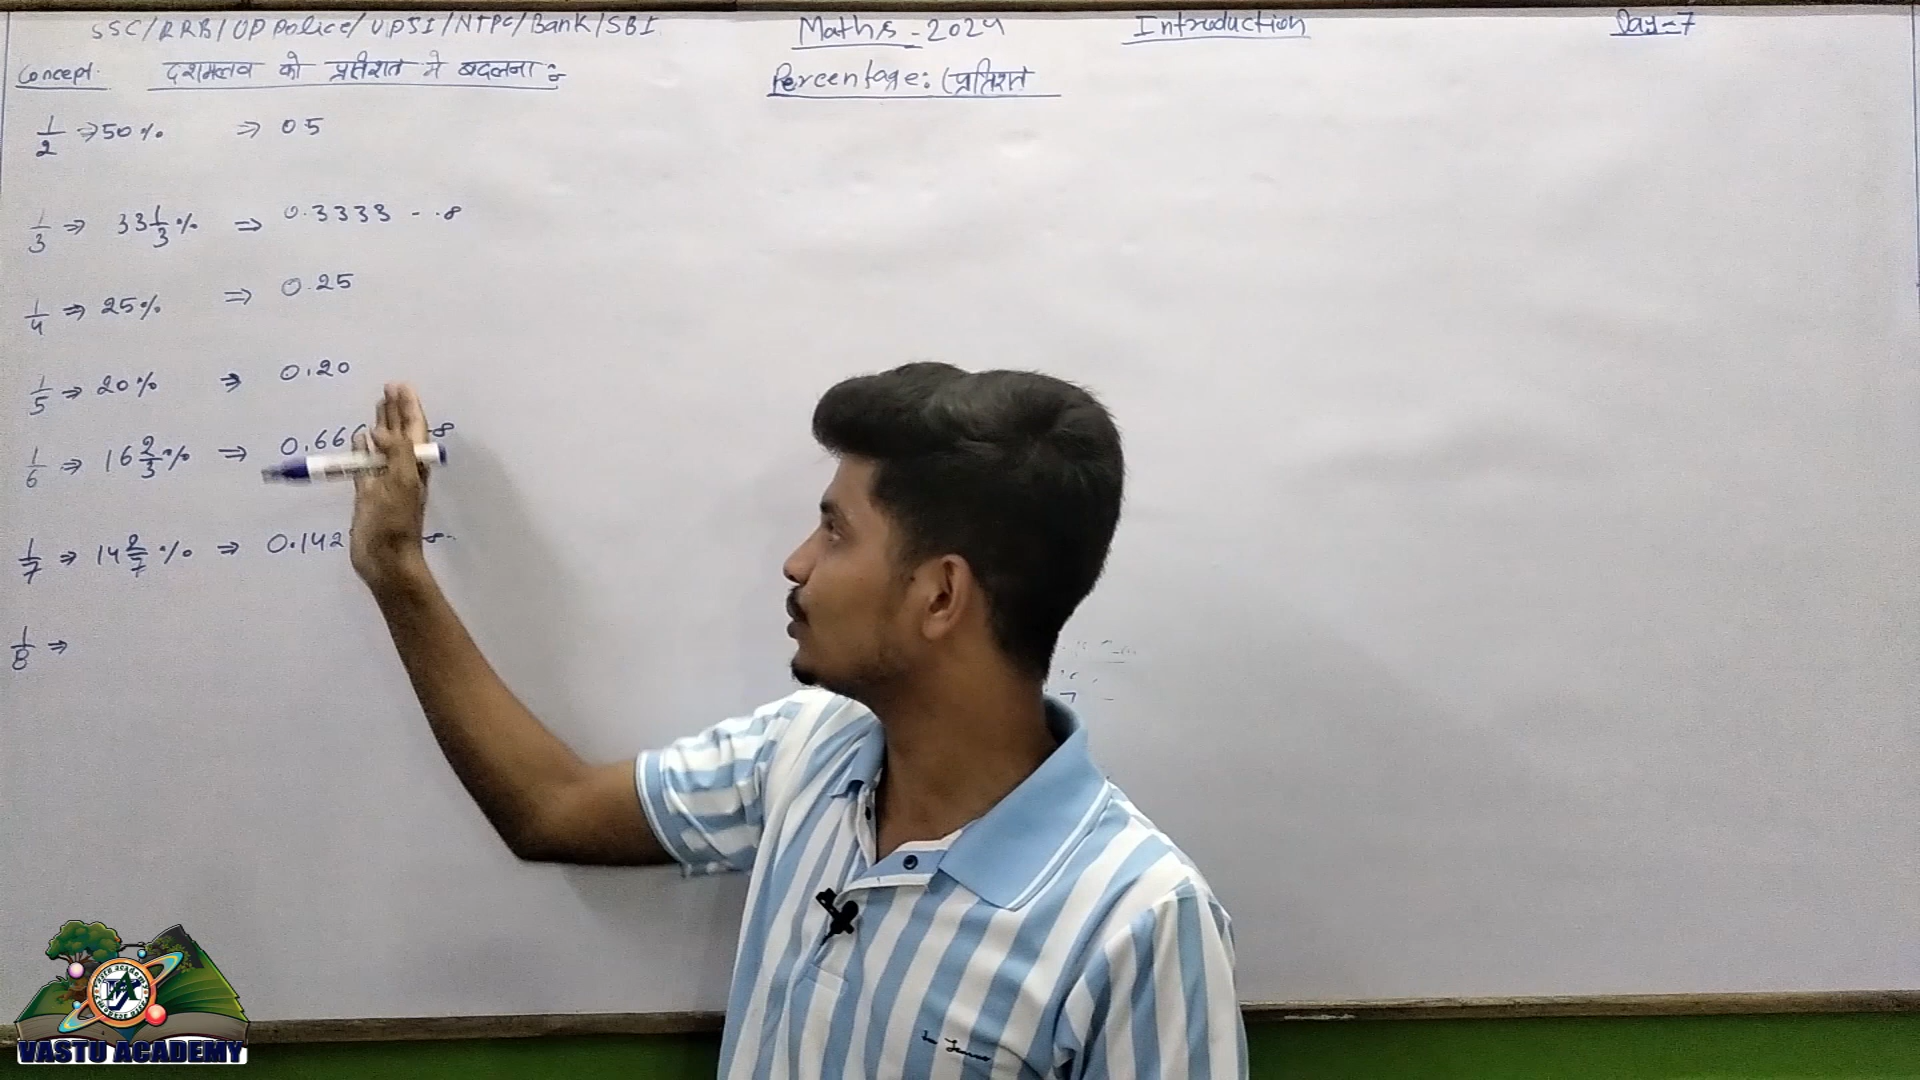 SSC/RRB/UP Police/UPSI/NTPC/Bank/SBI
Maths - 2024
Introduction
Day-7
Concept: दशमलव को प्रतिशत मे बदलना :-
Percentage: (प्रतिशत
1/2 ⇒ 50% ⇒ 0.5
1/3 ⇒ 33 1/3 % ⇒ 0.3333 - - 8
1/4 ⇒ 25% ⇒ 0.25
1/5 ⇒ 20% ⇒ 0.20
1/6 ⇒ 16 2/3 % ⇒ 0.666 -8
1/7 ⇒ 14 2/7 % ⇒ 0.142 8-
1/8 ⇒
VASTU ACADEMY